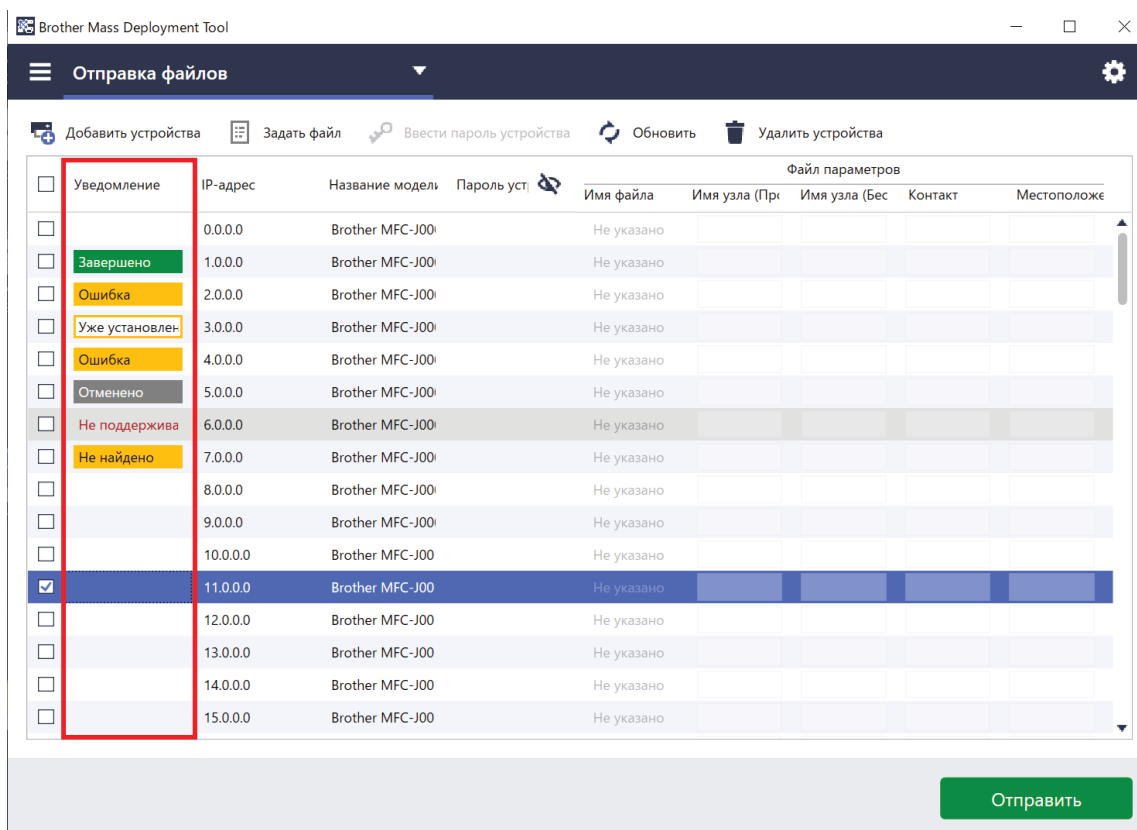 Brother Mass Deployment Tool
Отправка файлов
Добавить устройства Задать файл Ввести пароль устройства Обновить Удалить устройства
Файл параметров
Уведомление IP-адрес Название модели Пароль уст Имя файла Имя узла (Про Имя узла (Бес Контакт Местоположе
0.0.0.0 Brother MFC-J00 Не указано
Завершено 1.0.0.0 Brother MFC-J00 Не указано
Ошибка 2.0.0.0 Brother MFC-J00 Не указано
Уже установлен 3.0.0.0 Brother MFC-J00 Не указано
Ошибка 4.0.0.0 Brother MFC-J00 Не указано
Отменено 5.0.0.0 Brother MFC-J00 Не указано
Не поддержива 6.0.0.0 Brother MFC-J00 Не указано
Не найдено 7.0.0.0 Brother MFC-J00 Не указано
8.0.0.0 Brother MFC-J00 Не указано
9.0.0.0 Brother MFC-J00 Не указано
10.0.0.0 Brother MFC-J00 Не указано
11.0.0.0 Brother MFC-J00 Не указано
12.0.0.0 Brother MFC-J00 Не указано
13.0.0.0 Brother MFC-J00 Не указано
14.0.0.0 Brother MFC-J00 Не указано
15.0.0.0 Brother MFC-J00 Не указано
Отправить